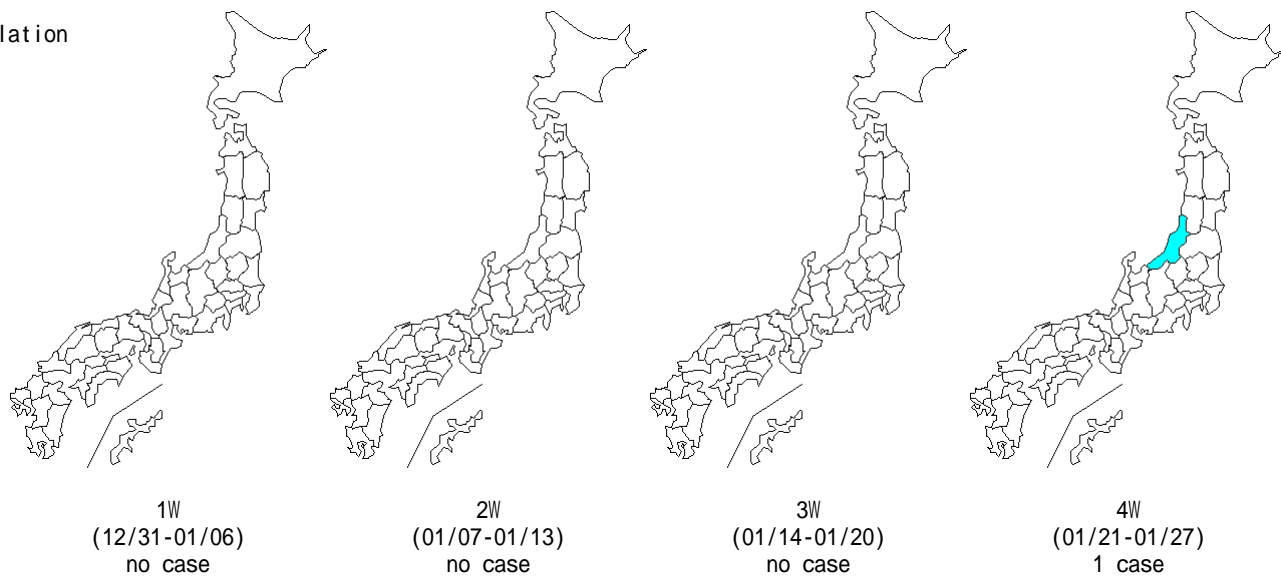 lation
1W
(12/31-01/06)
no case
2W
(01/07-01/13)
no case
3W
(01/14-01/20)
no case
4W
(01/21-01/27)
1 case